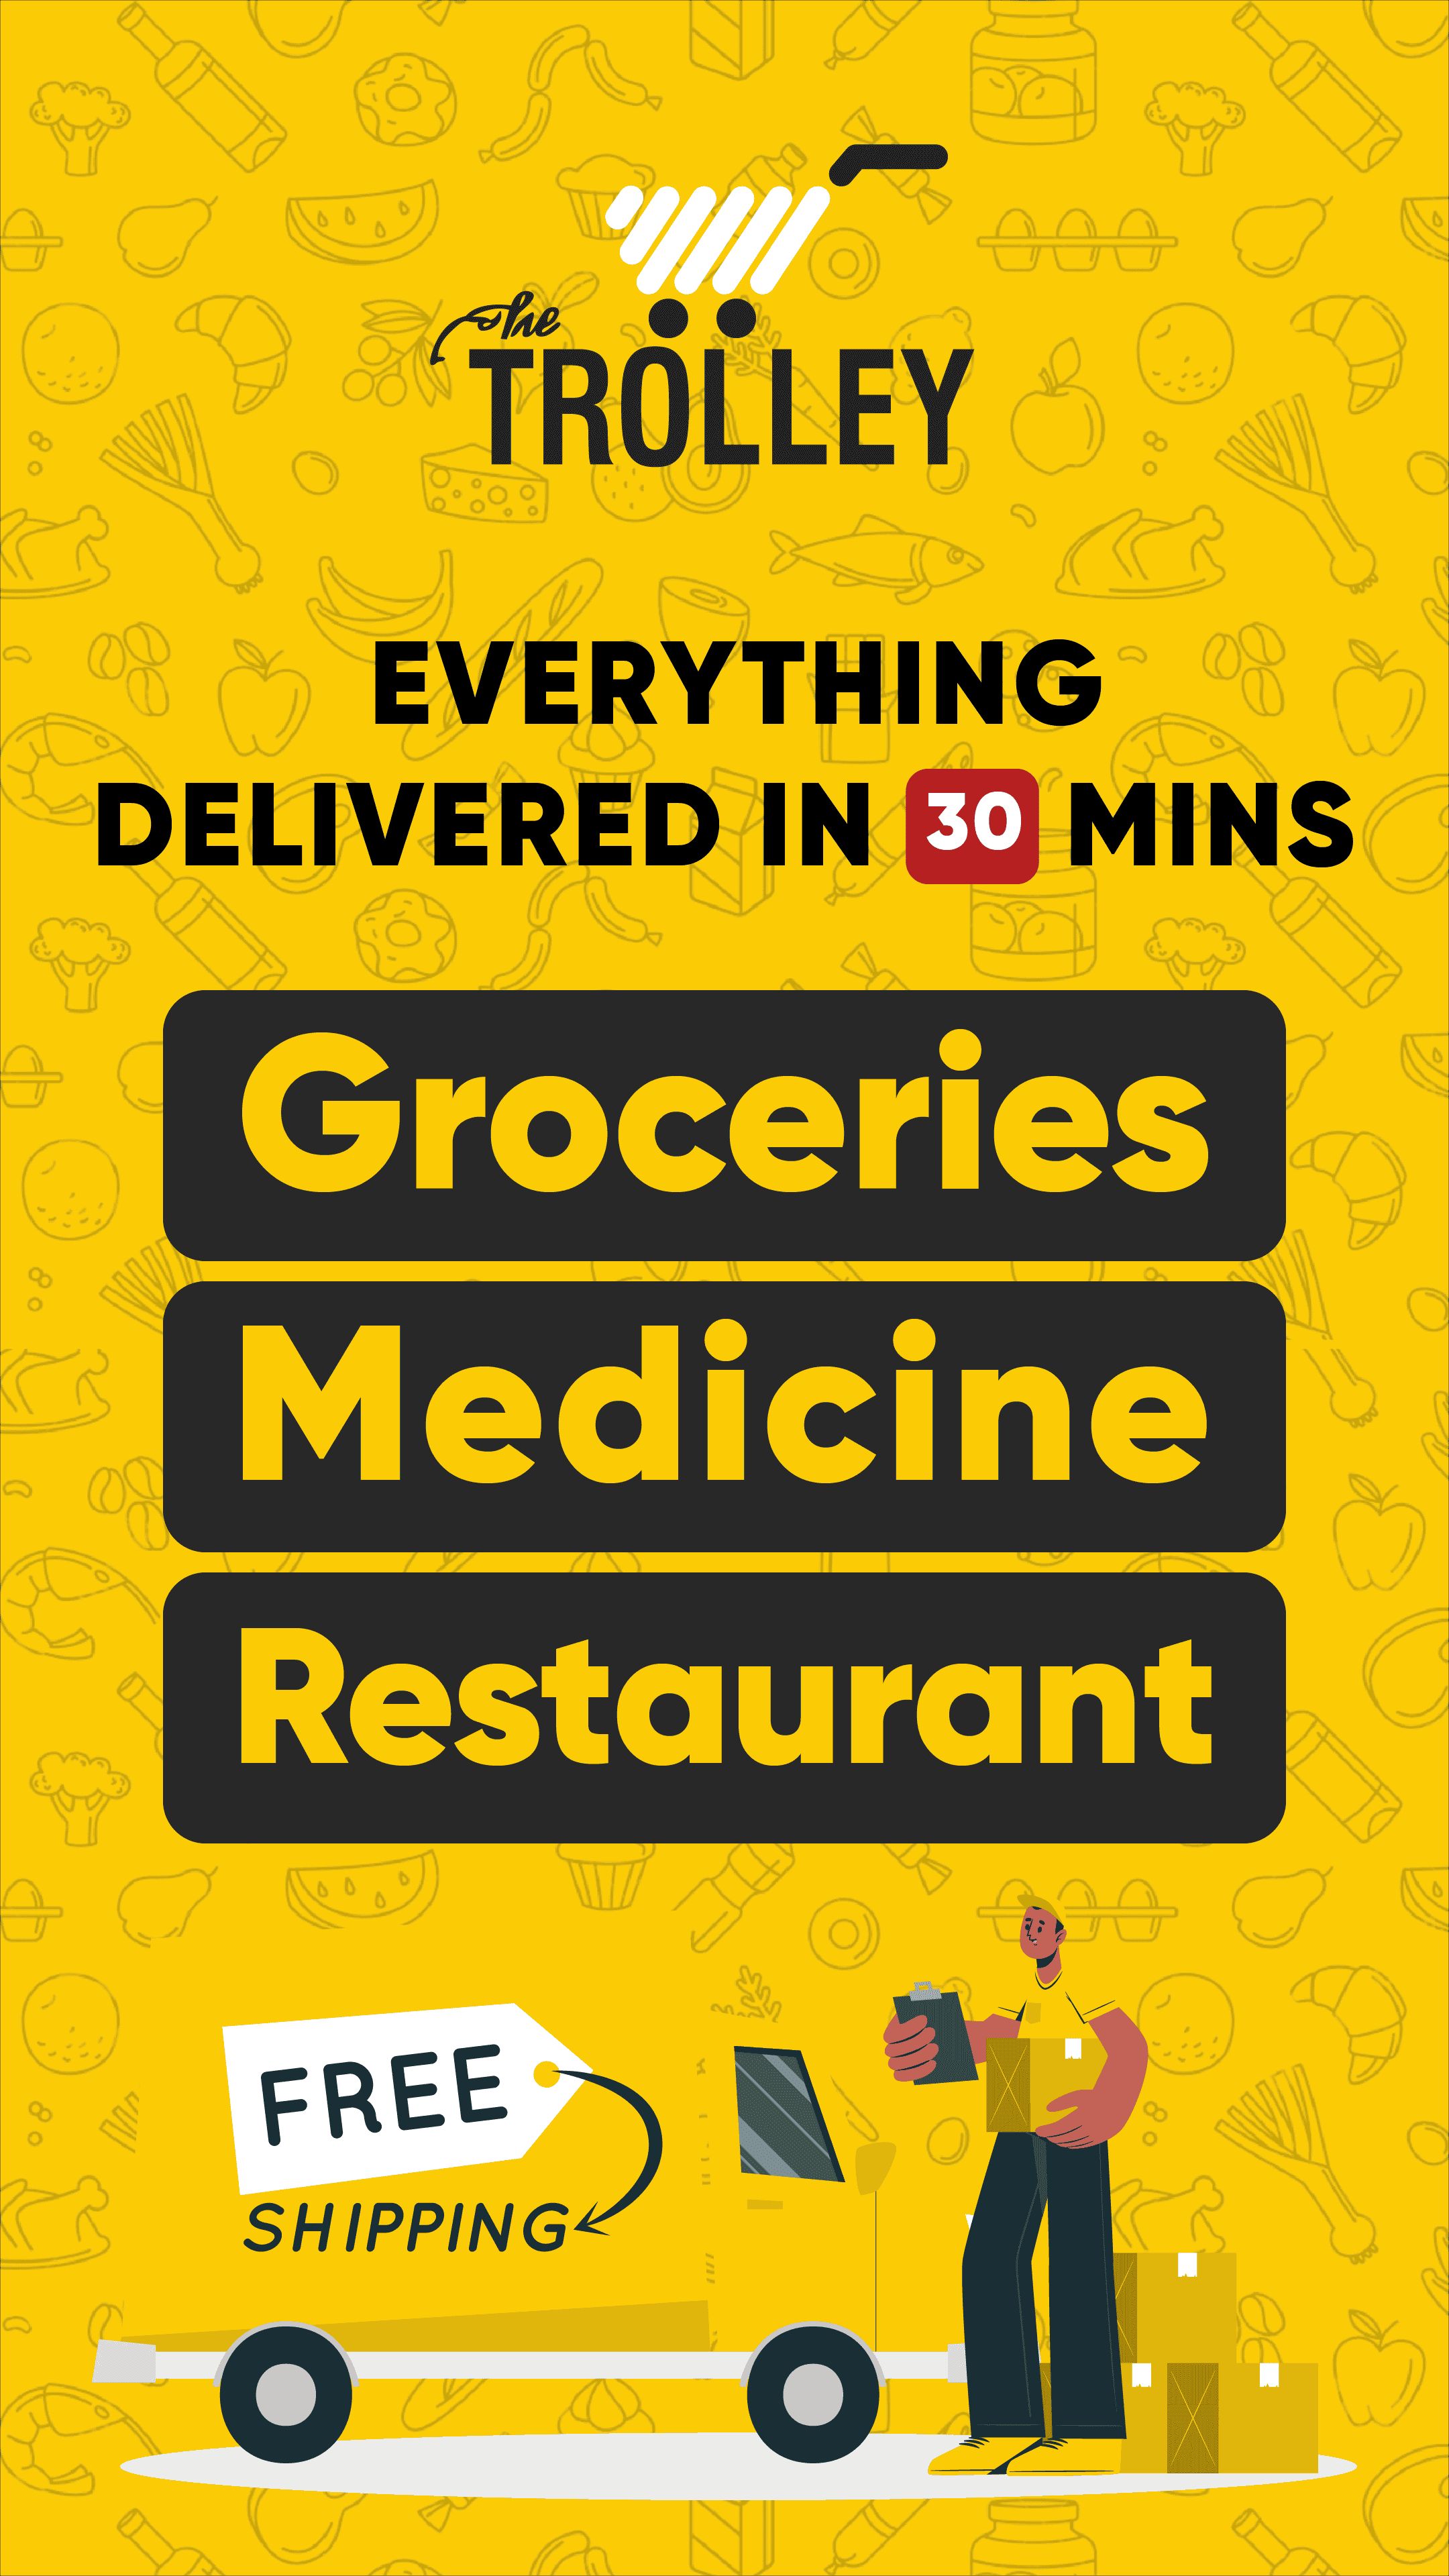 The
TROLLEY
EVERYTHING
DELIVERED IN 30 MINS
Groceries
Medicine
Restaurant
FREE
SHIPPING